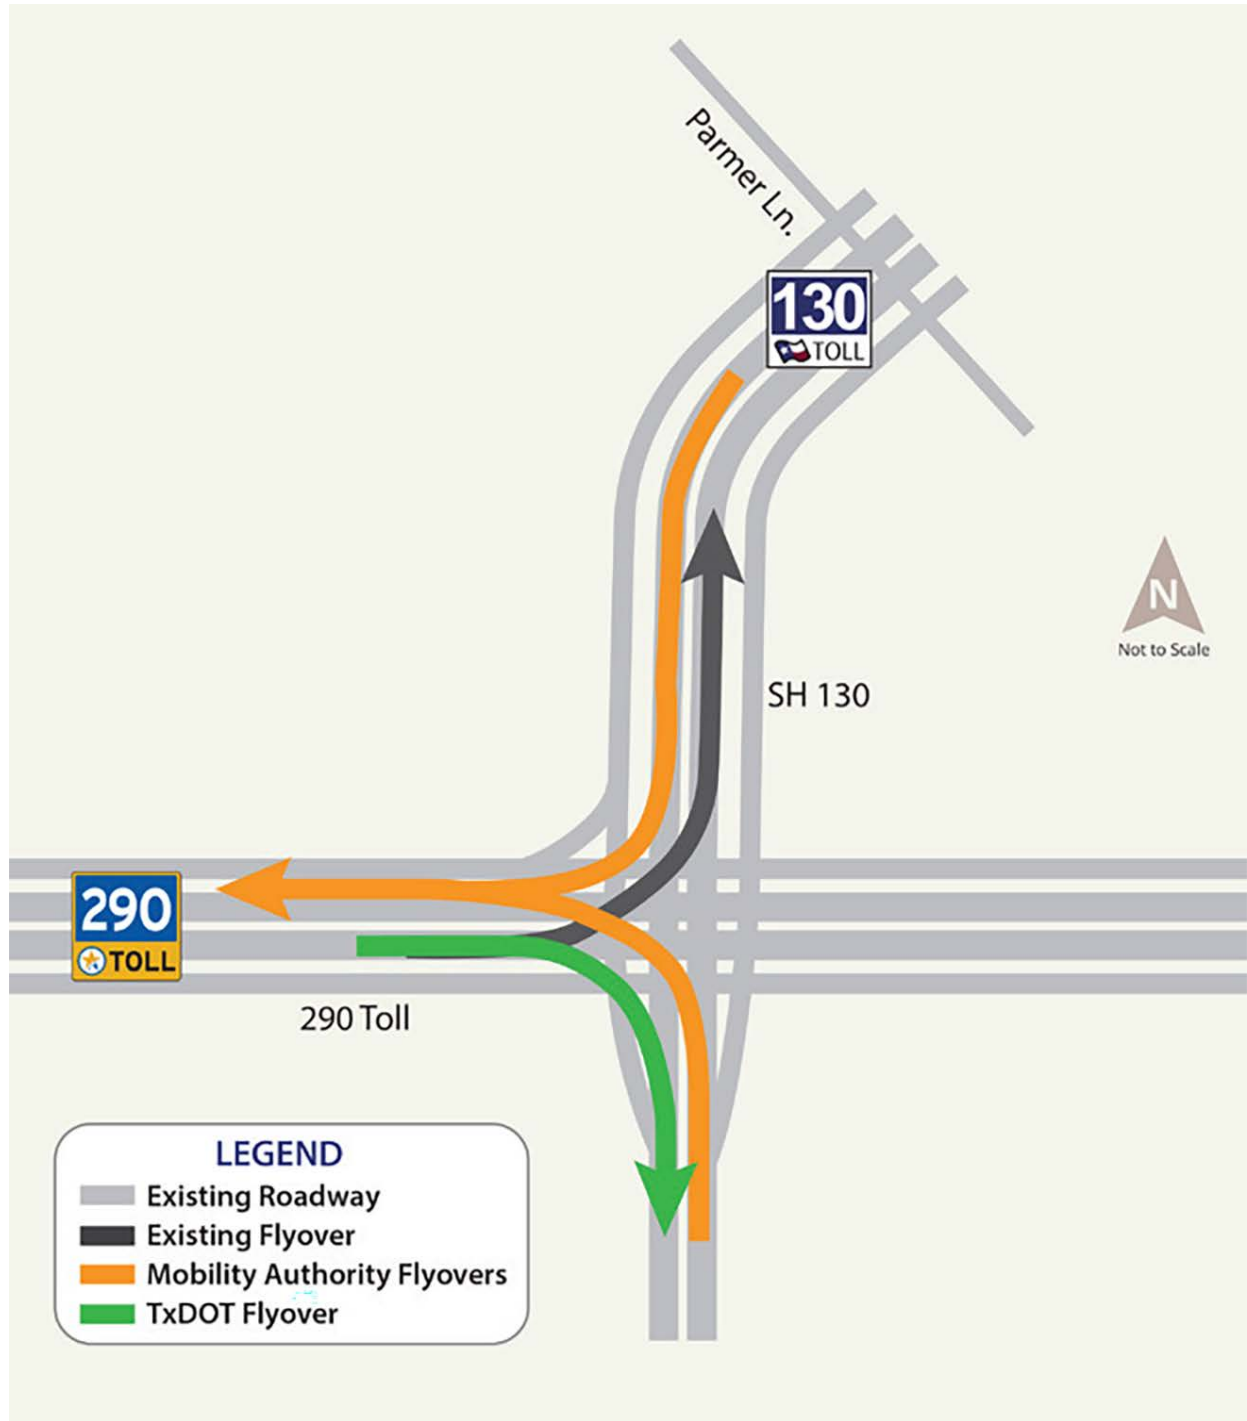 Parmer Ln.
130
TOLL
N
Not to Scale
SH 130
290
TOLL
290 Toll
LEGEND
Existing Roadway
Existing Flyover
Mobility Authority Flyovers
TxDOT Flyover